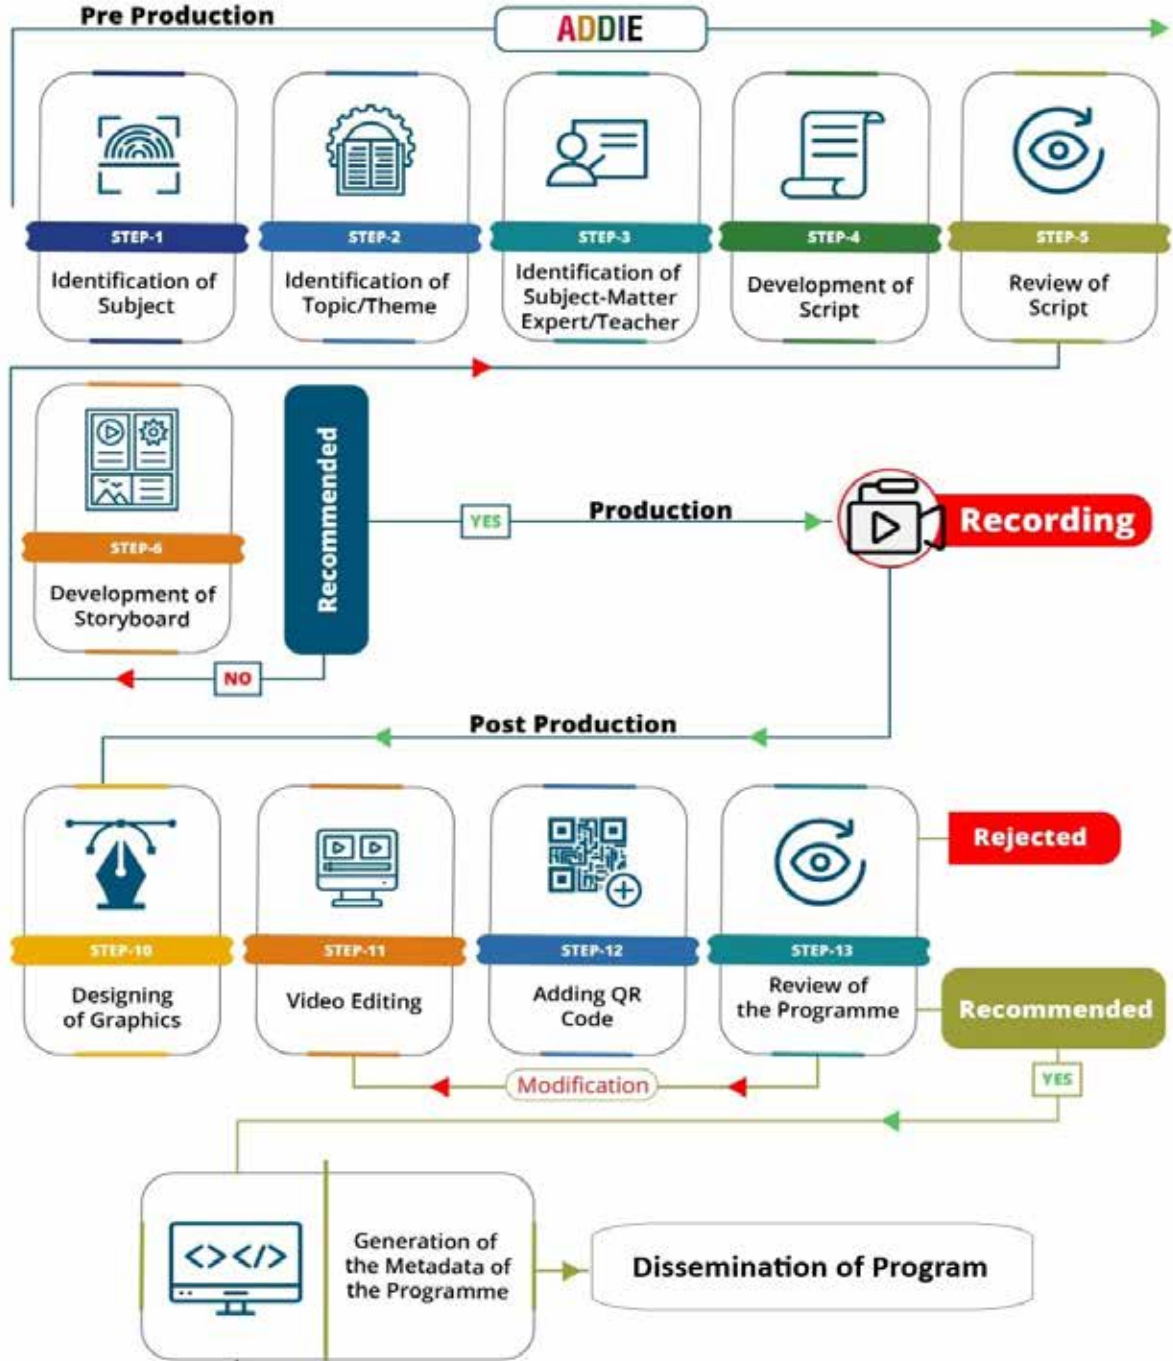 Pre Production
ADDIE
STEP-1
Identification of
Subject
STEP-2
Identification of
Topic/Theme
STEP-3
Identification of
Subject-Matter
Expert/Teacher
STEP-4
Development of
Script
STEP-5
Review of
Script
STEP-6
Development of
Storyboard
Recommended
YES
Production
Recording
NO
Post Production
STEP-10
Designing
of Graphics
STEP-11
Video Editing
STEP-12
Adding QR
Code
STEP-13
Review of
the Programme
Rejected
Recommended
Modification
YES
Generation of
the Metadata of
the Programme
Dissemination of Program